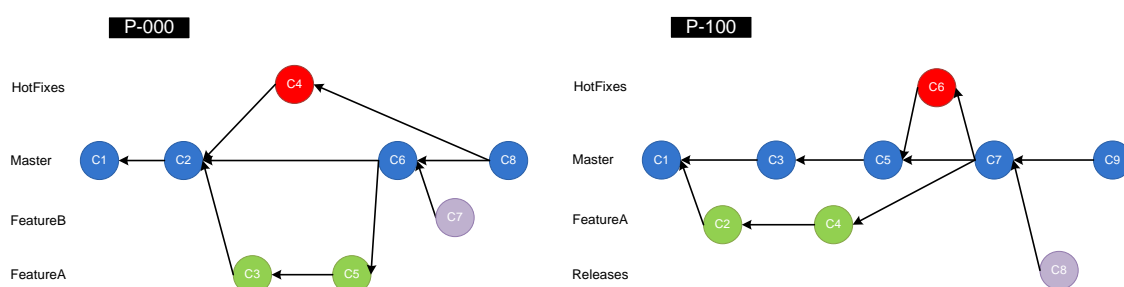 P-000
HotFixes
C4
Master
C1
C2
C6
C8
FeatureB
C7
FeatureA
C3
C5
P-100
HotFixes
C6
Master
C1
C3
C5
C7
C9
FeatureA
C2
C4
Releases
C8